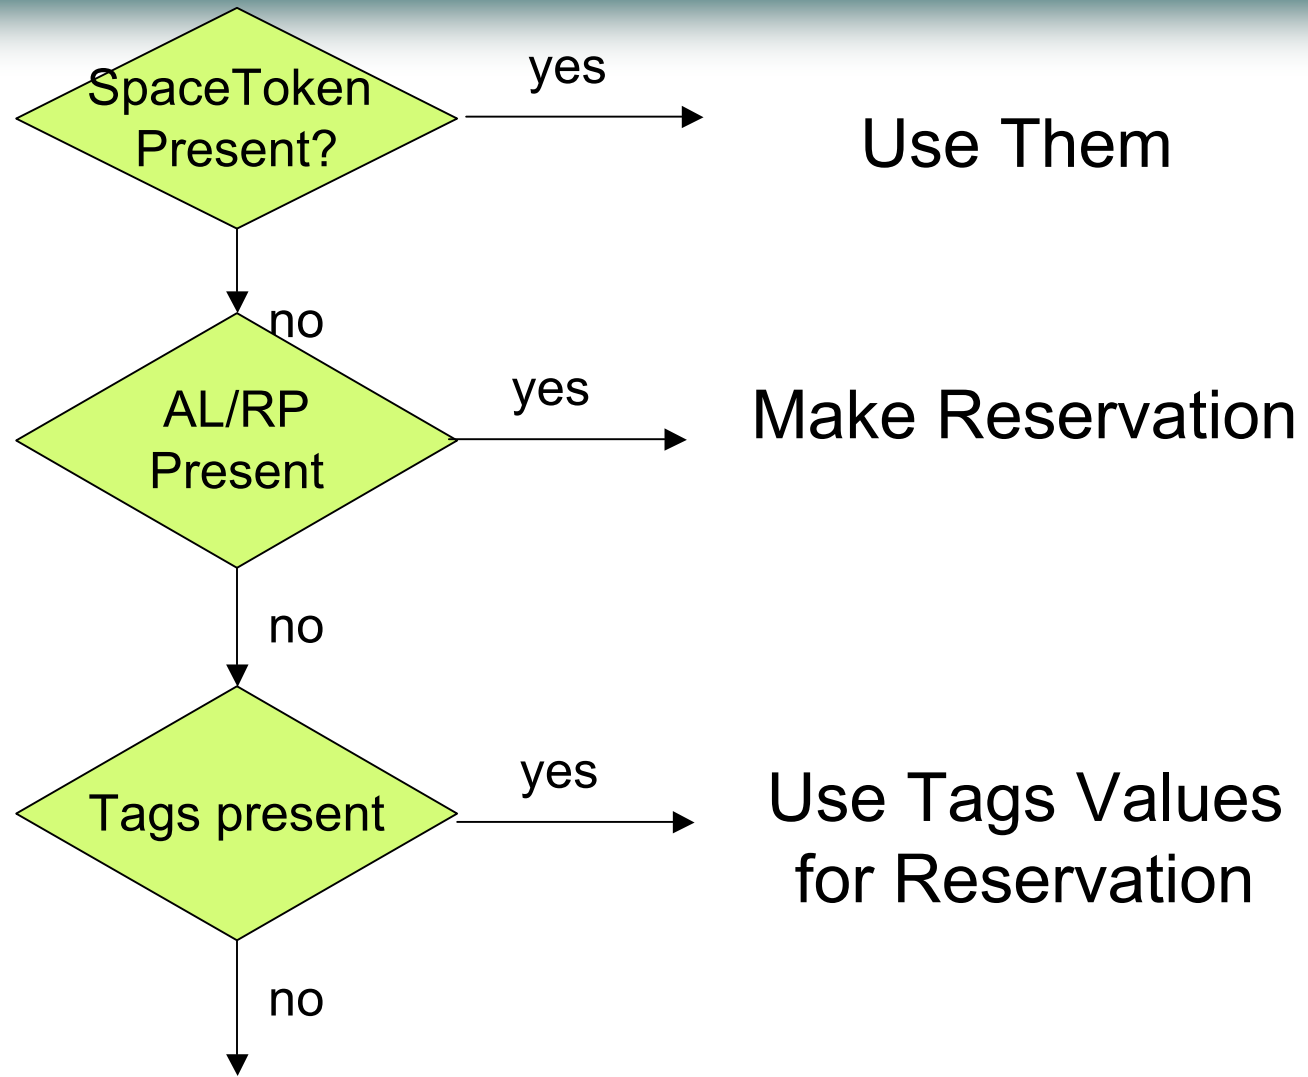 SpaceToken
Present?
yes
Use Them
no
AL/RP
Present
yes
Make Reservation
no
Tags present
yes
Use Tags Values
for Reservation
no